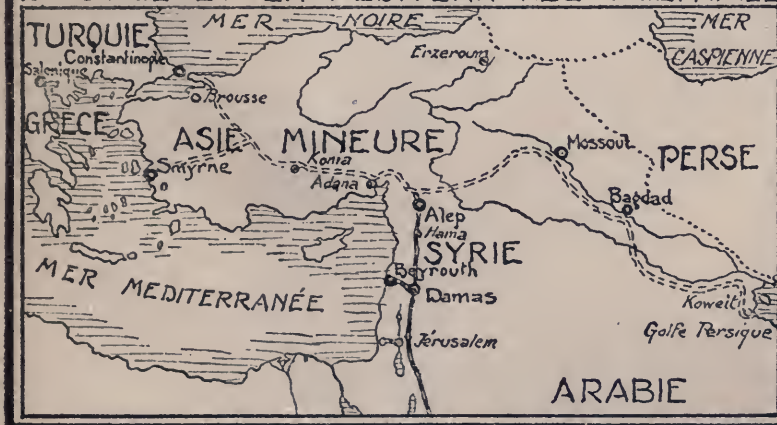 MER NOIRE
MER
CASPIENNE
TURQUIE
Constantinople
Salonique
Erzeroum
Brousse
GRÈCE
ASIE MINEURE
Mossoul
PERSE
Smyrne
Konia
Adana
Bagdad
Alep
Hama
SYRIE
Beyrouth
MER MEDITERRANÉE
Damas
Koweit
Golfe Persique
Jérusalem
ARABIE